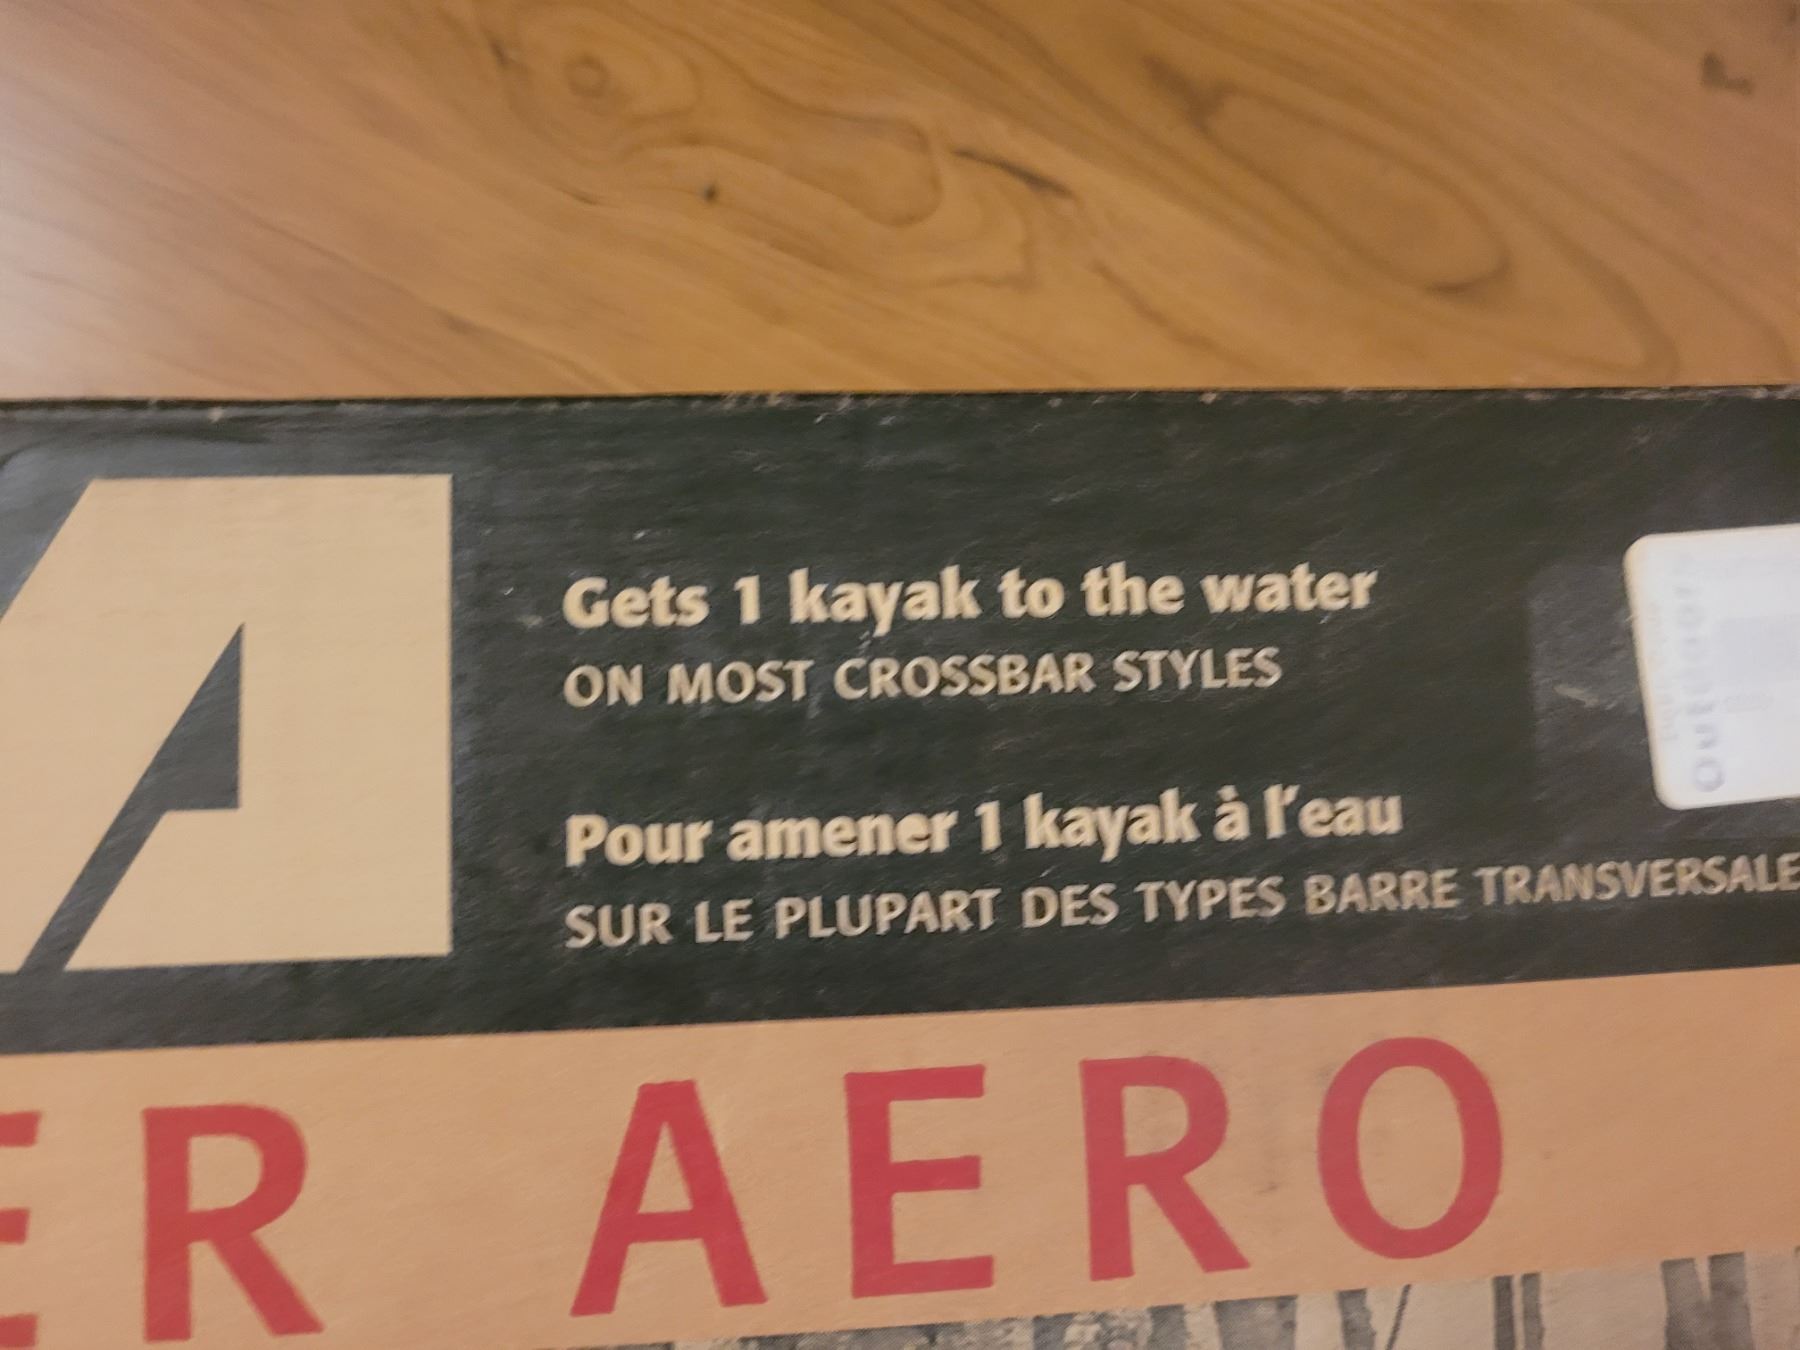 A
Gets 1 kayak to the water
ON MOST CROSSBAR STYLES
Pour amener 1 kayak à l'eau
SUR LE PLUPART DES TYPES BARRE TRANSVERSALE
ER AERO